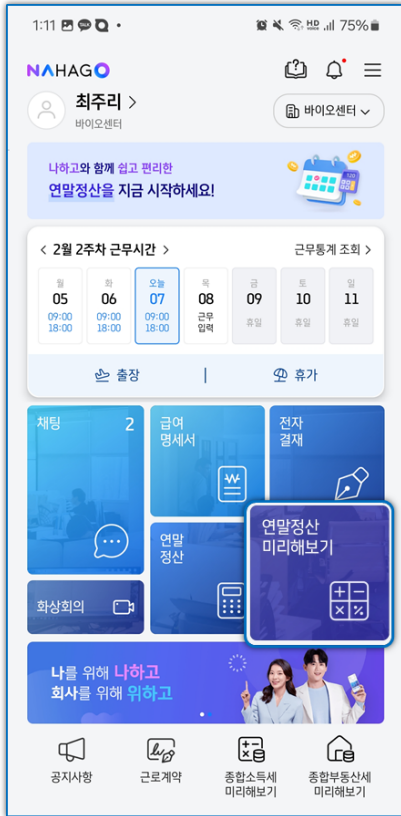 1:11
HD
75%
NAHAGO
최주리 >
바이오센터
바이오센터
나하고와 함께 쉽고 편리한
연말정산을 지금 시작하세요!
< 2월 2주차 근무시간 >
근무통계 조회 >
월 화 오늘 목 금 토 일
05 06 07 08 09 10 11
09:00 09:00 09:00 근무 휴일 휴일 휴일
18:00 18:00 18:00 입력
출장 | 휴가
채팅 2
급여
명세서
전자
결재
연말
정산
연말정산
미리해보기
화상회의
나를 위해 나하고
회사를 위해 위하고
공지사항
근로계약
종합소득세
미리해보기
종합부동산세
미리해보기